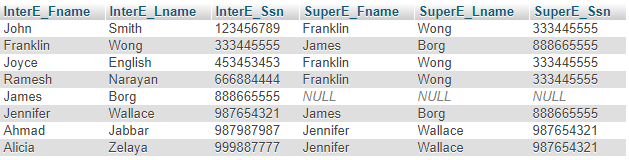 InterE_Fname InterE_Lname InterE_Ssn SuperE_Fname SuperE_Lname SuperE_Ssn
John Smith 123456789 Franklin Wong 333445555
Franklin Wong 333445555 James Borg 888665555
Joyce English 453453453 Franklin Wong 333445555
Ramesh Narayan 666884444 Franklin Wong 333445555
James Borg 888665555 NULL NULL NULL
Jennifer Wallace 987654321 James Borg 888665555
Ahmad Jabbar 987987987 Jennifer Wallace 987654321
Alicia Zelaya 999887777 Jennifer Wallace 987654321